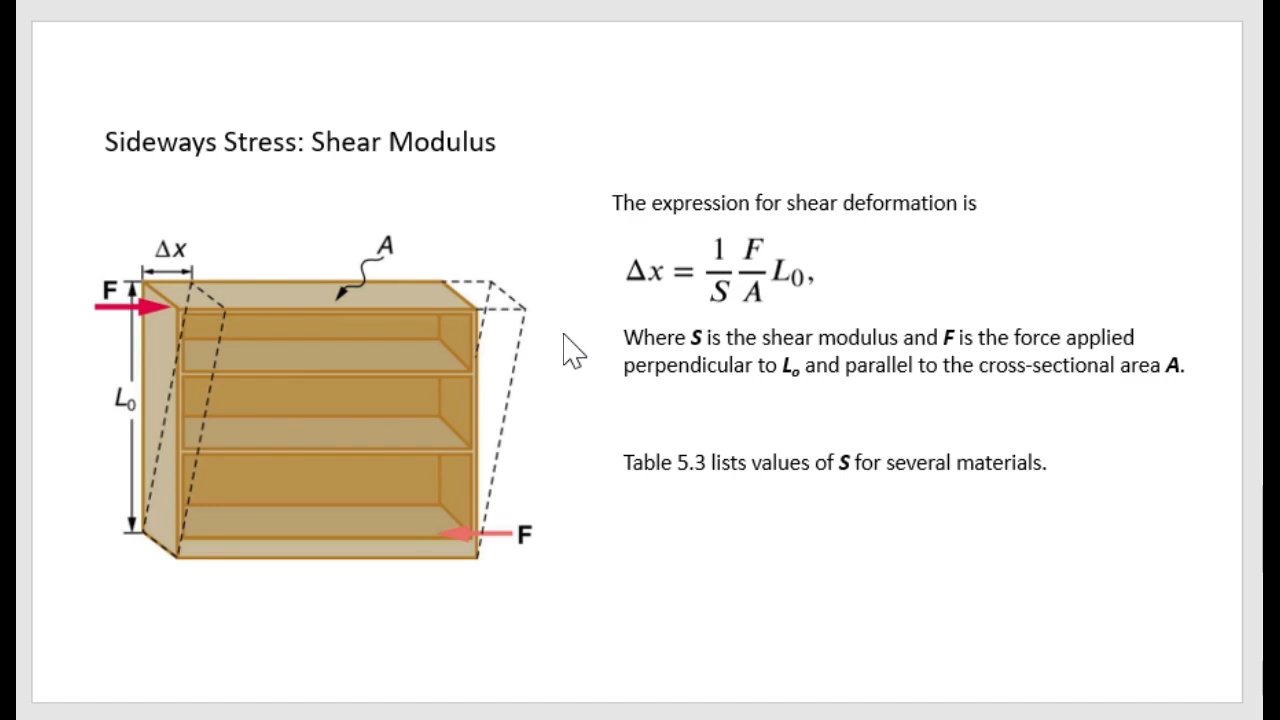 Sideways Stress: Shear Modulus
The expression for shear deformation is
Δx = 1/S F/A L₀,
Where S is the shear modulus and F is the force applied
perpendicular to Lₒ and parallel to the cross-sectional area A.
Table 5.3 lists values of S for several materials.
Δx
A
F
L₀
F